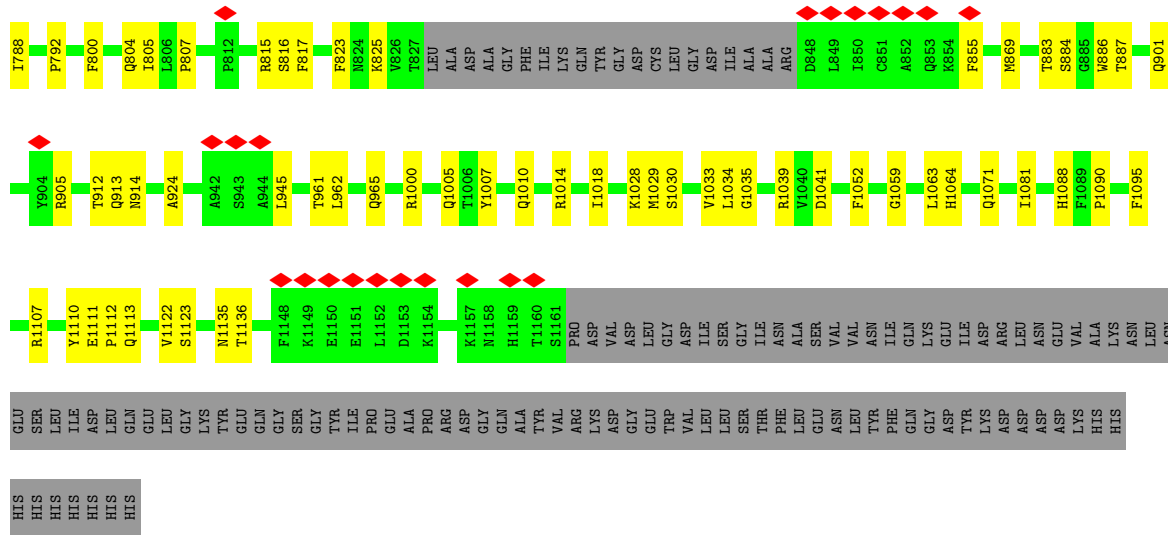 I788 P792 F800 Q804 I805 L806 P807 P812 R815 S816 F817 F823 N824 K825 V826 T827 LEU ALA ASP ALA GLY PHE ILE LYS GLN TYR GLY ASP CYS LEU GLY ASP ILE ALA ALA ARG D848 L849 I850 C851 A852 Q853 K854 F855 M869 T883 S884 G885 W886 T887 Q901
Y904 R905 T912 Q913 N914 A924 A942 S943 A944 L945 T961 L962 Q965 R1000 Q1005 T1006 Y1007 Q1010 R1014 I1018 K1028 M1029 S1030 V1033 L1034 G1035 R1039 V1040 D1041 F1052 G1059 L1063 H1064 Q1071 I1081 H1088 F1089 P1090 F1095
R1107 Y1110 E1111 P1112 Q1113 V1122 S1123 N1135 T1136 F1148 K1149 E1150 E1151 L1152 D1153 K1154 K1157 N1158 H1159 T1160 S1161 PRO ASP VAL ASP LEU GLY ASP ILE SER GLY ILE ASN ALA SER VAL VAL ASN ILE GLN LYS GLU ILE ASP ARG LEU ASN GLU VAL ALA LYS ASN LEU ASN
GLU SER LEU ILE ASP LEU GLN GLU LEU GLY LYS TYR GLU GLN GLY SER GLY TYR ILE PRO GLU ALA PRO ARG ASP GLY GLN ALA TYR VAL ARG LYS ASP GLY GLU TRP VAL LEU LEU SER THR PHE LEU GLU ASN LEU TYR PHE GLN GLY ASP TYR LYS ASP ASP ASP ASP LYS HIS HIS
HIS HIS HIS HIS HIS HIS HIS